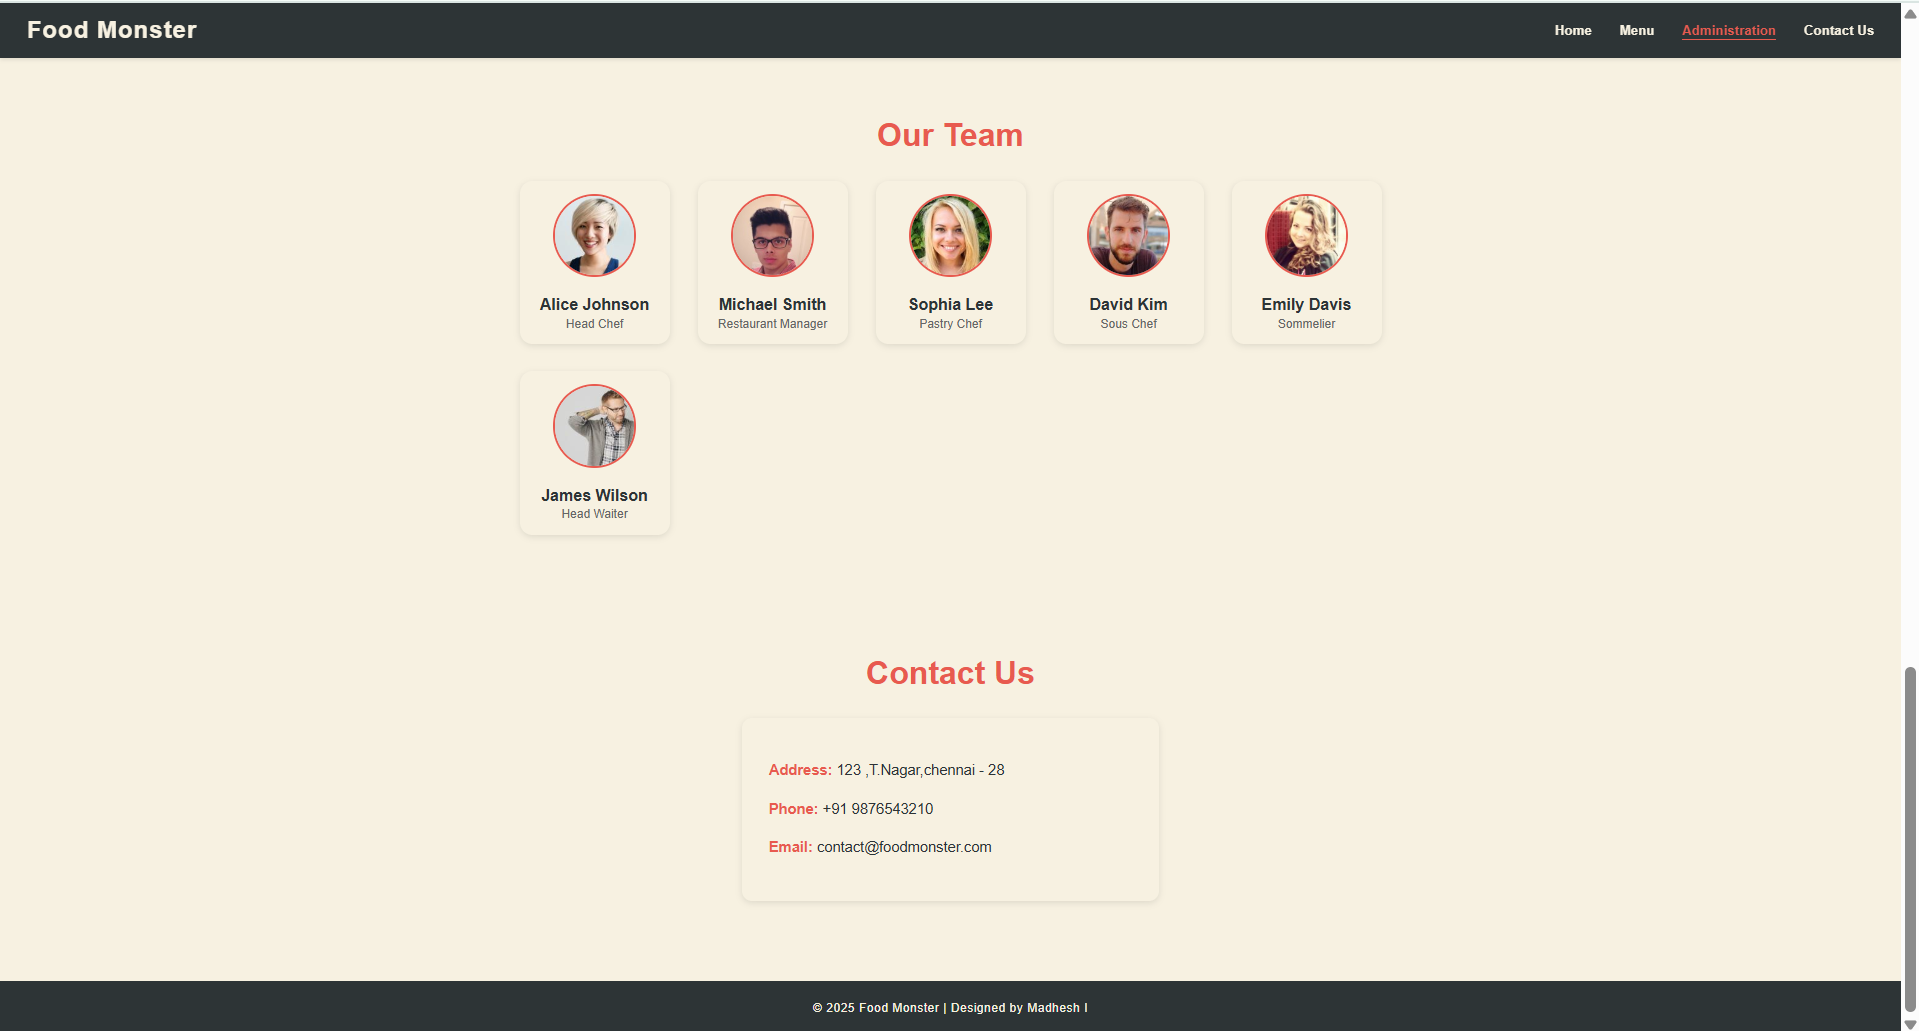 Food Monster
Home Menu Administration Contact Us
Our Team
Alice Johnson
Head Chef
Michael Smith
Restaurant Manager
Sophia Lee
Pastry Chef
David Kim
Sous Chef
Emily Davis
Sommelier
James Wilson
Head Waiter
Contact Us
Address: 123 ,T.Nagar,chennai - 28
Phone: +91 9876543210
Email: contact@foodmonster.com
© 2025 Food Monster | Designed by Madhesh I